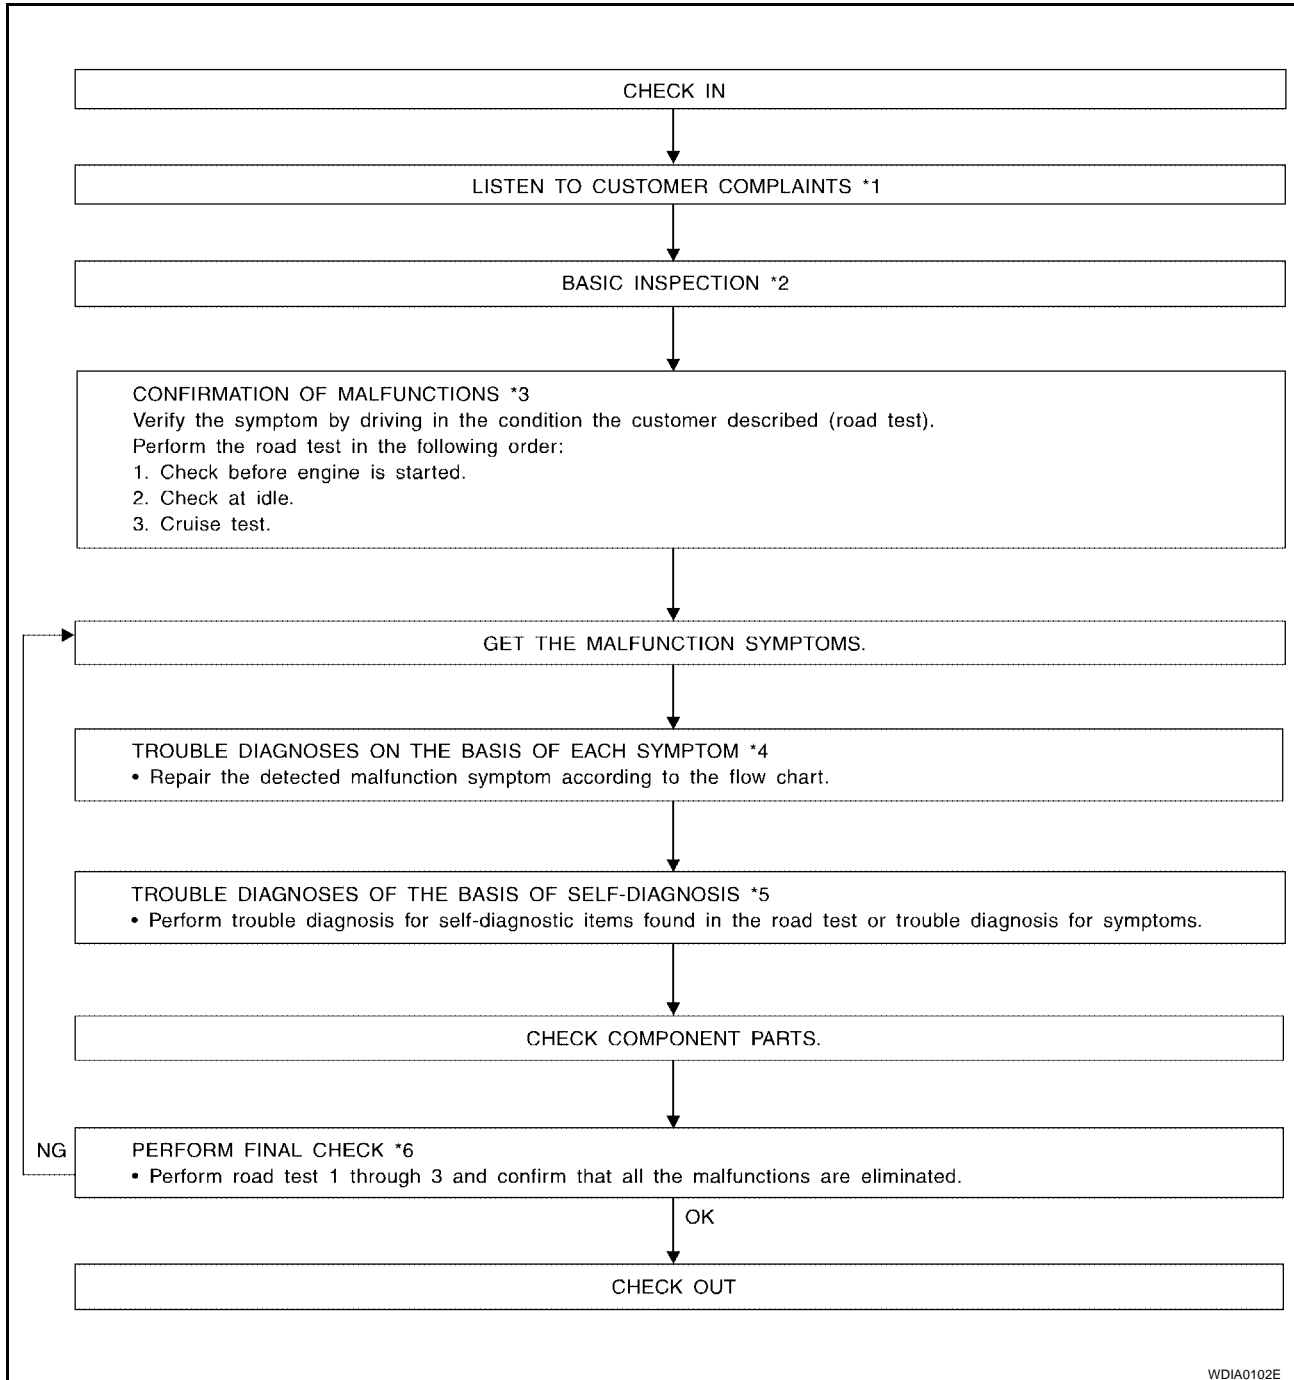 CHECK IN
LISTEN TO CUSTOMER COMPLAINTS *1
BASIC INSPECTION *2
CONFIRMATION OF MALFUNCTIONS *3
Verify the symptom by driving in the condition the customer described (road test).
Perform the road test in the following order:
1. Check before engine is started.
2. Check at idle.
3. Cruise test.
GET THE MALFUNCTION SYMPTOMS.
TROUBLE DIAGNOSES ON THE BASIS OF EACH SYMPTOM *4
• Repair the detected malfunction symptom according to the flow chart.
TROUBLE DIAGNOSES OF THE BASIS OF SELF-DIAGNOSIS *5
• Perform trouble diagnosis for self-diagnostic items found in the road test or trouble diagnosis for symptoms.
CHECK COMPONENT PARTS.
NG
PERFORM FINAL CHECK *6
• Perform road test 1 through 3 and confirm that all the malfunctions are eliminated.
OK
CHECK OUT
WDIA0102E